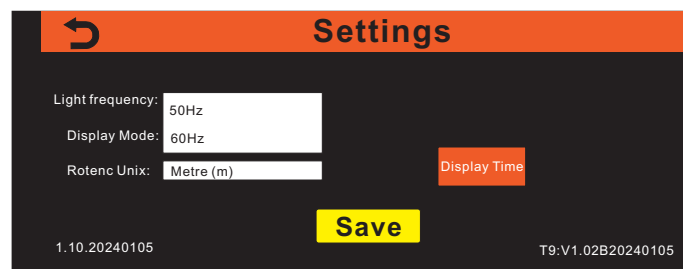 Settings
Light frequency:
50Hz
Display Mode:
60Hz
Rotenc Unix:
Metre (m)
Display Time
Save
1.10.20240105
T9:V1.02B20240105